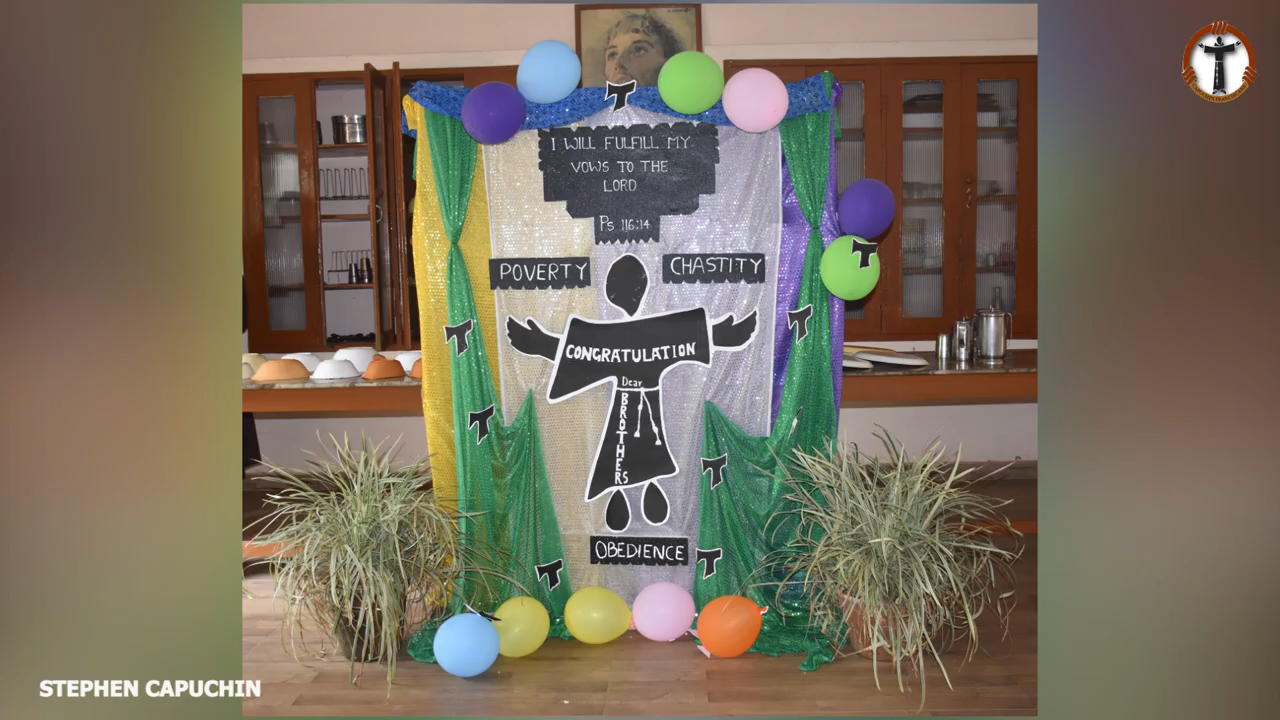 I WILL FULFILL MY
VOWS TO THE
LORD
Ps 116:14
POVERTY
CHASTITY
CONGRATULATION
Dear
BROTHERS
OBEDIENCE
STEPHEN CAPUCHIN